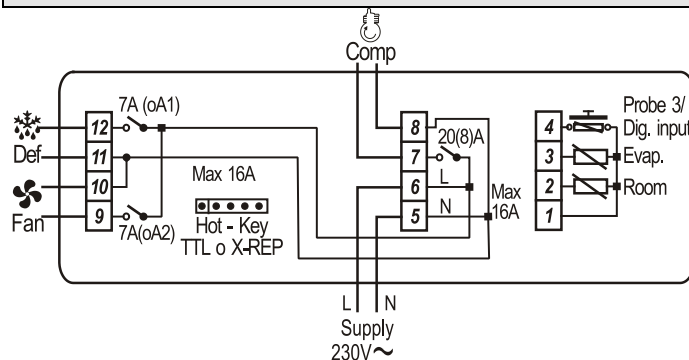 Comp
7A (oA1)
12
Def
11
10
Fan
9
7A(oA2)
Max 16A
Hot - Key
TTL o X-REP
8
20(8)A
7
6
L
5
N
Max
16A
Probe 3/
Dig. input
4
3
Evap.
2
Room
1
L N
Supply
230V~